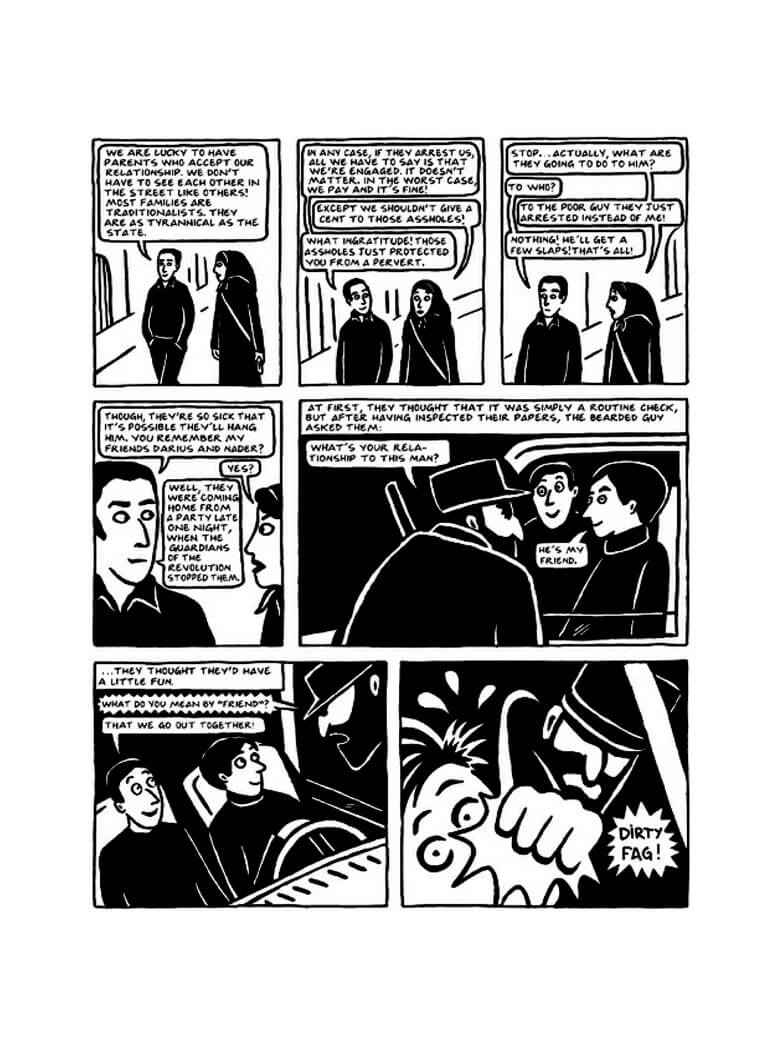 WE ARE LUCKY TO HAVE
PARENTS WHO ACCEPT OUR
RELATIONSHIP. WE DON'T
HAVE TO SEE EACH OTHER IN
THE STREET LIKE OTHERS!
MOST FAMILIES ARE
TRADITIONALISTS. THEY
ARE AS TYRANNICAL AS THE
STATE.
IN ANY CASE, IF THEY ARREST US,
ALL WE HAVE TO SAY IS THAT
WE'RE ENGAGED. IT DOESN'T
MATTER. IN THE WORST CASE,
WE PAY AND IT'S FINE!
EXCEPT WE SHOULDN'T GIVE A
CENT TO THOSE ASSHOLES!
WHAT INGRATITUDE! THOSE
ASSHOLES JUST PROTECTED
YOU FROM A PERVERT.
STOP...ACTUALLY, WHAT ARE
THEY GOING TO DO TO HIM?
TO WHO?
TO THE POOR GUY THEY JUST
ARRESTED INSTEAD OF ME!
NOTHING! HE'LL GET A
FEW SLAPS! THAT'S ALL!
THOUGH, THEY'RE SO SICK THAT
IT'S POSSIBLE THEY'LL HANG
HIM. YOU REMEMBER MY
FRIENDS DARIUS AND NADER?
YES?
WELL, THEY
WERE COMING
HOME FROM
A PARTY LATE
ONE NIGHT,
WHEN THE
GUARDIANS
OF THE
REVOLUTION
STOPPED THEM.
AT FIRST, THEY THOUGHT THAT IT WAS SIMPLY A ROUTINE CHECK,
BUT AFTER HAVING INSPECTED THEIR PAPERS, THE BEARDED GUY
ASKED THEM:
WHAT'S YOUR RELA-
TIONSHIP TO THIS MAN?
HE'S MY
FRIEND.
...THEY THOUGHT THEY'D HAVE
A LITTLE FUN.
WHAT DO YOU MEAN BY "FRIEND"?
THAT WE GO OUT TOGETHER!
DIRTY
FAG!